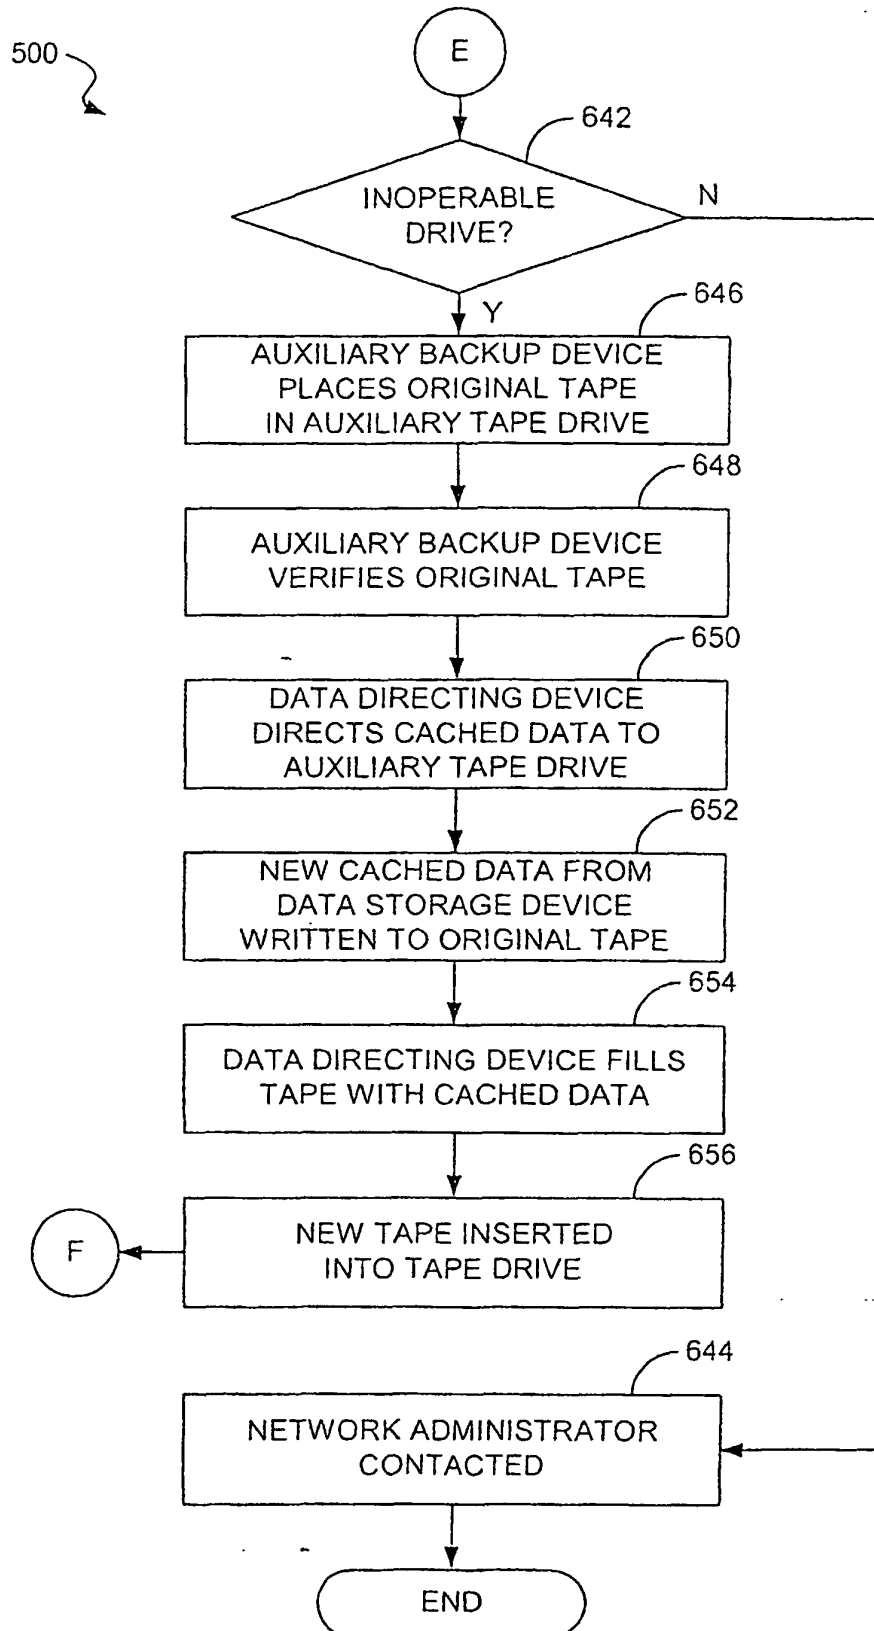 500
E
642
INOPERABLE
DRIVE?
N
Y
646
AUXILIARY BACKUP DEVICE
PLACES ORIGINAL TAPE
IN AUXILIARY TAPE DRIVE
648
AUXILIARY BACKUP DEVICE
VERIFIES ORIGINAL TAPE
650
DATA DIRECTING DEVICE
DIRECTS CACHED DATA TO
AUXILIARY TAPE DRIVE
652
NEW CACHED DATA FROM
DATA STORAGE DEVICE
WRITTEN TO ORIGINAL TAPE
654
DATA DIRECTING DEVICE FILLS
TAPE WITH CACHED DATA
656
NEW TAPE INSERTED
INTO TAPE DRIVE
F
644
NETWORK ADMINISTRATOR
CONTACTED
END